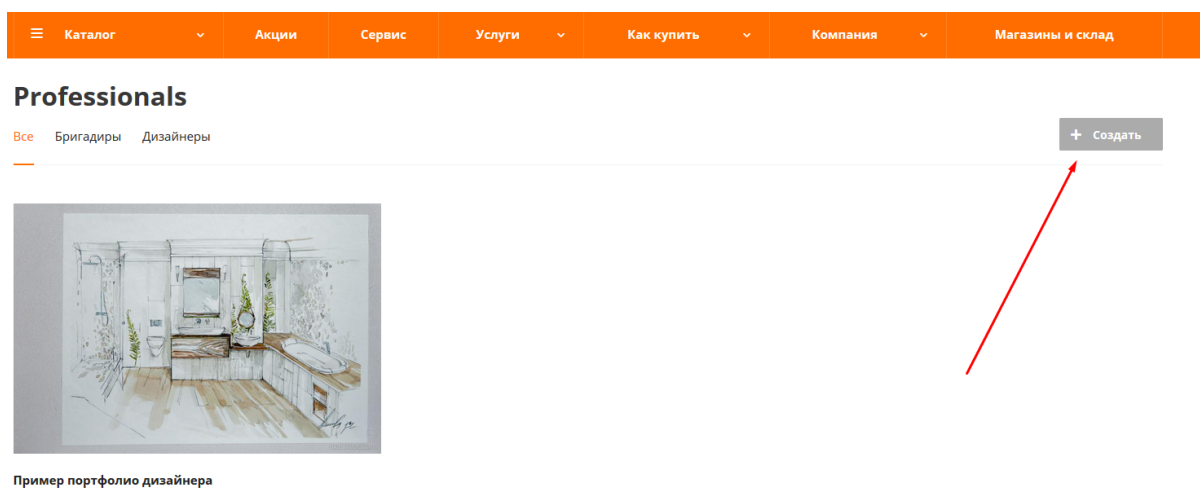 Каталог Акции Сервис Услуги Как купить Компания Магазины и склад
Professionals
Все Бригадиры Дизайнеры
+ Создать
Пример портфолио дизайнера